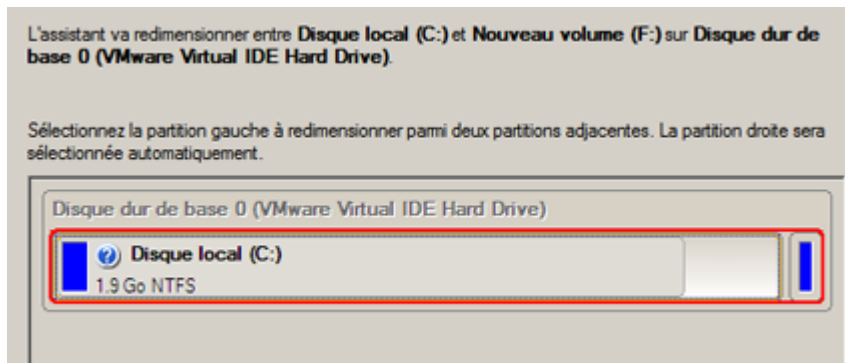 L'assistant va redimensionner entre Disque local (C:) et Nouveau volume (F:) sur Disque dur de
base 0 (VMware Virtual IDE Hard Drive).
Sélectionnez la partition gauche à redimensionner parmi deux partitions adjacentes. La partition droite sera
sélectionnée automatiquement.
Disque dur de base 0 (VMware Virtual IDE Hard Drive)
Disque local (C:)
1.9 Go NTFS